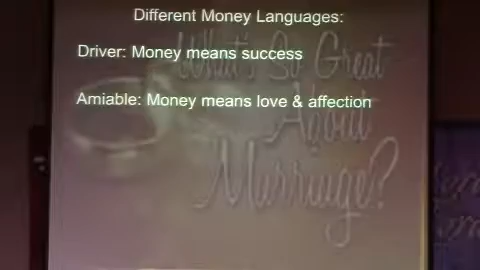 Different Money Languages:
Driver: Money means success
Amiable: Money means love & affection
What's So Great
About
Marriage?